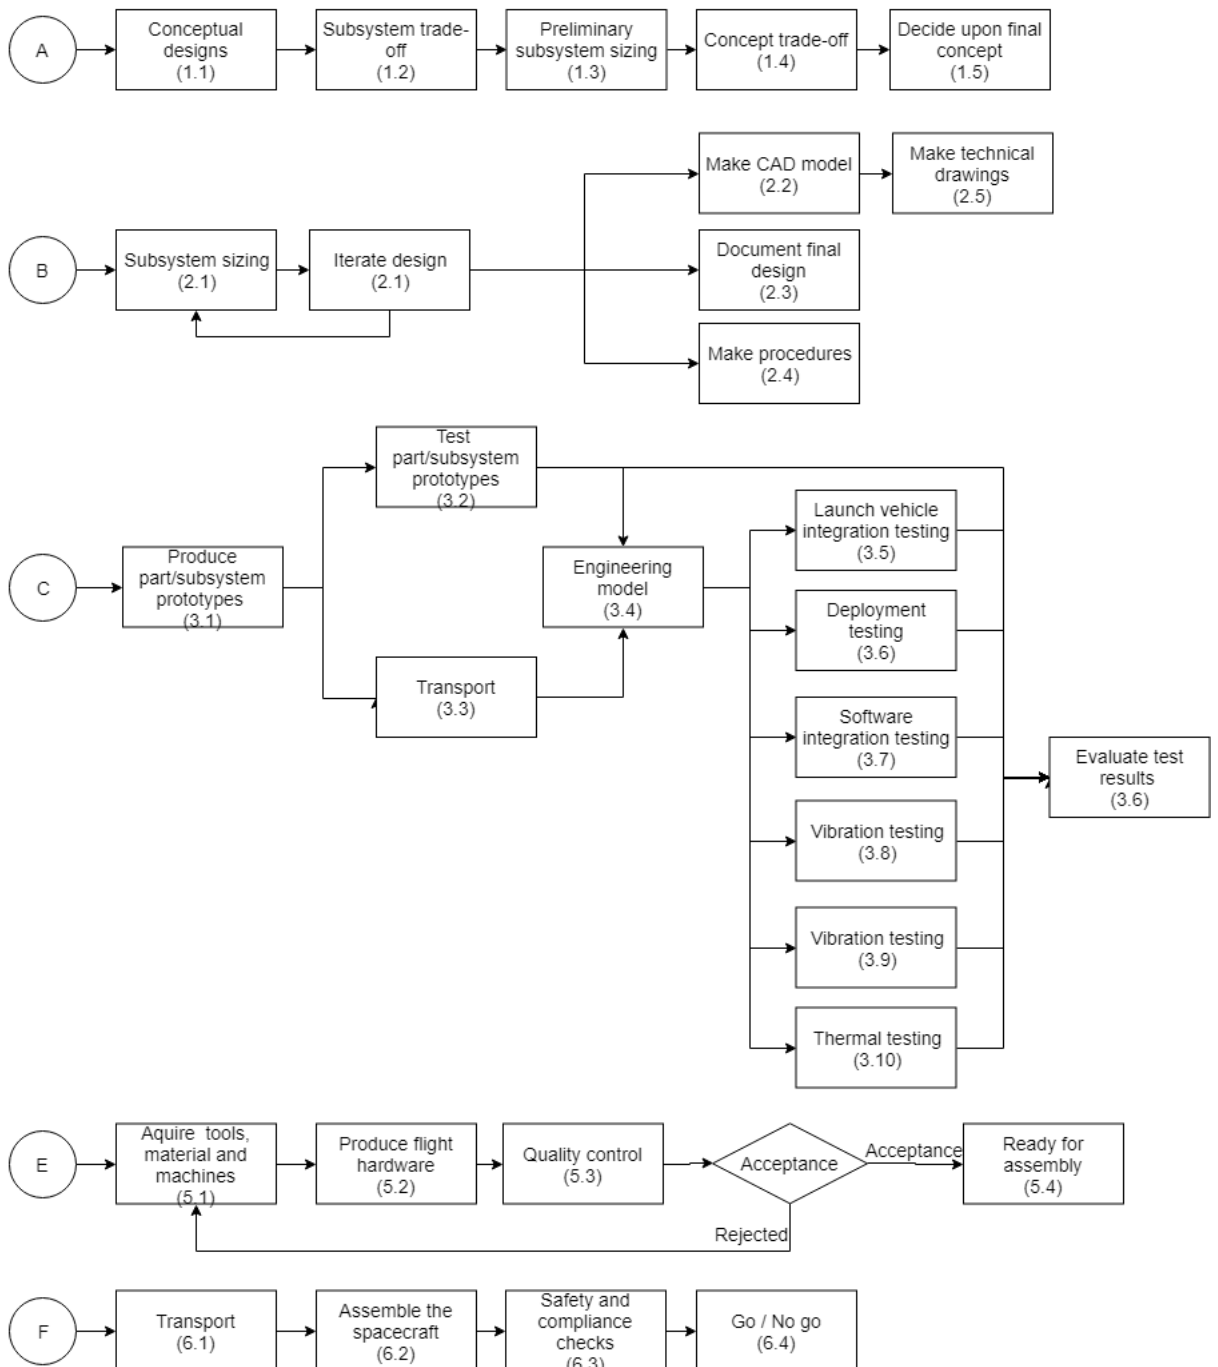 A
Conceptual
designs
(1.1)
Subsystem trade-
off
(1.2)
Preliminary
subsystem sizing
(1.3)
Concept trade-off
(1.4)
Decide upon final
concept
(1.5)
Make CAD model
(2.2)
Make technical
drawings
(2.5)
B
Subsystem sizing
(2.1)
Iterate design
(2.1)
Document final
design
(2.3)
Make procedures
(2.4)
Test
part/subsystem
prototypes
(3.2)
C
Produce
part/subsystem
prototypes
(3.1)
Transport
(3.3)
Engineering
model
(3.4)
Launch vehicle
integration testing
(3.5)
Deployment
testing
(3.6)
Software
integration testing
(3.7)
Vibration testing
(3.8)
Vibration testing
(3.9)
Thermal testing
(3.10)
Evaluate test
results
(3.6)
E
Aquire  tools,
material and
machines
(5.1)
Produce flight
hardware
(5.2)
Quality control
(5.3)
Acceptance
Acceptance
Rejected
Ready for
assembly
(5.4)
F
Transport
(6.1)
Assemble the
spacecraft
(6.2)
Safety and
compliance
checks
(6.3)
Go / No go
(6.4)